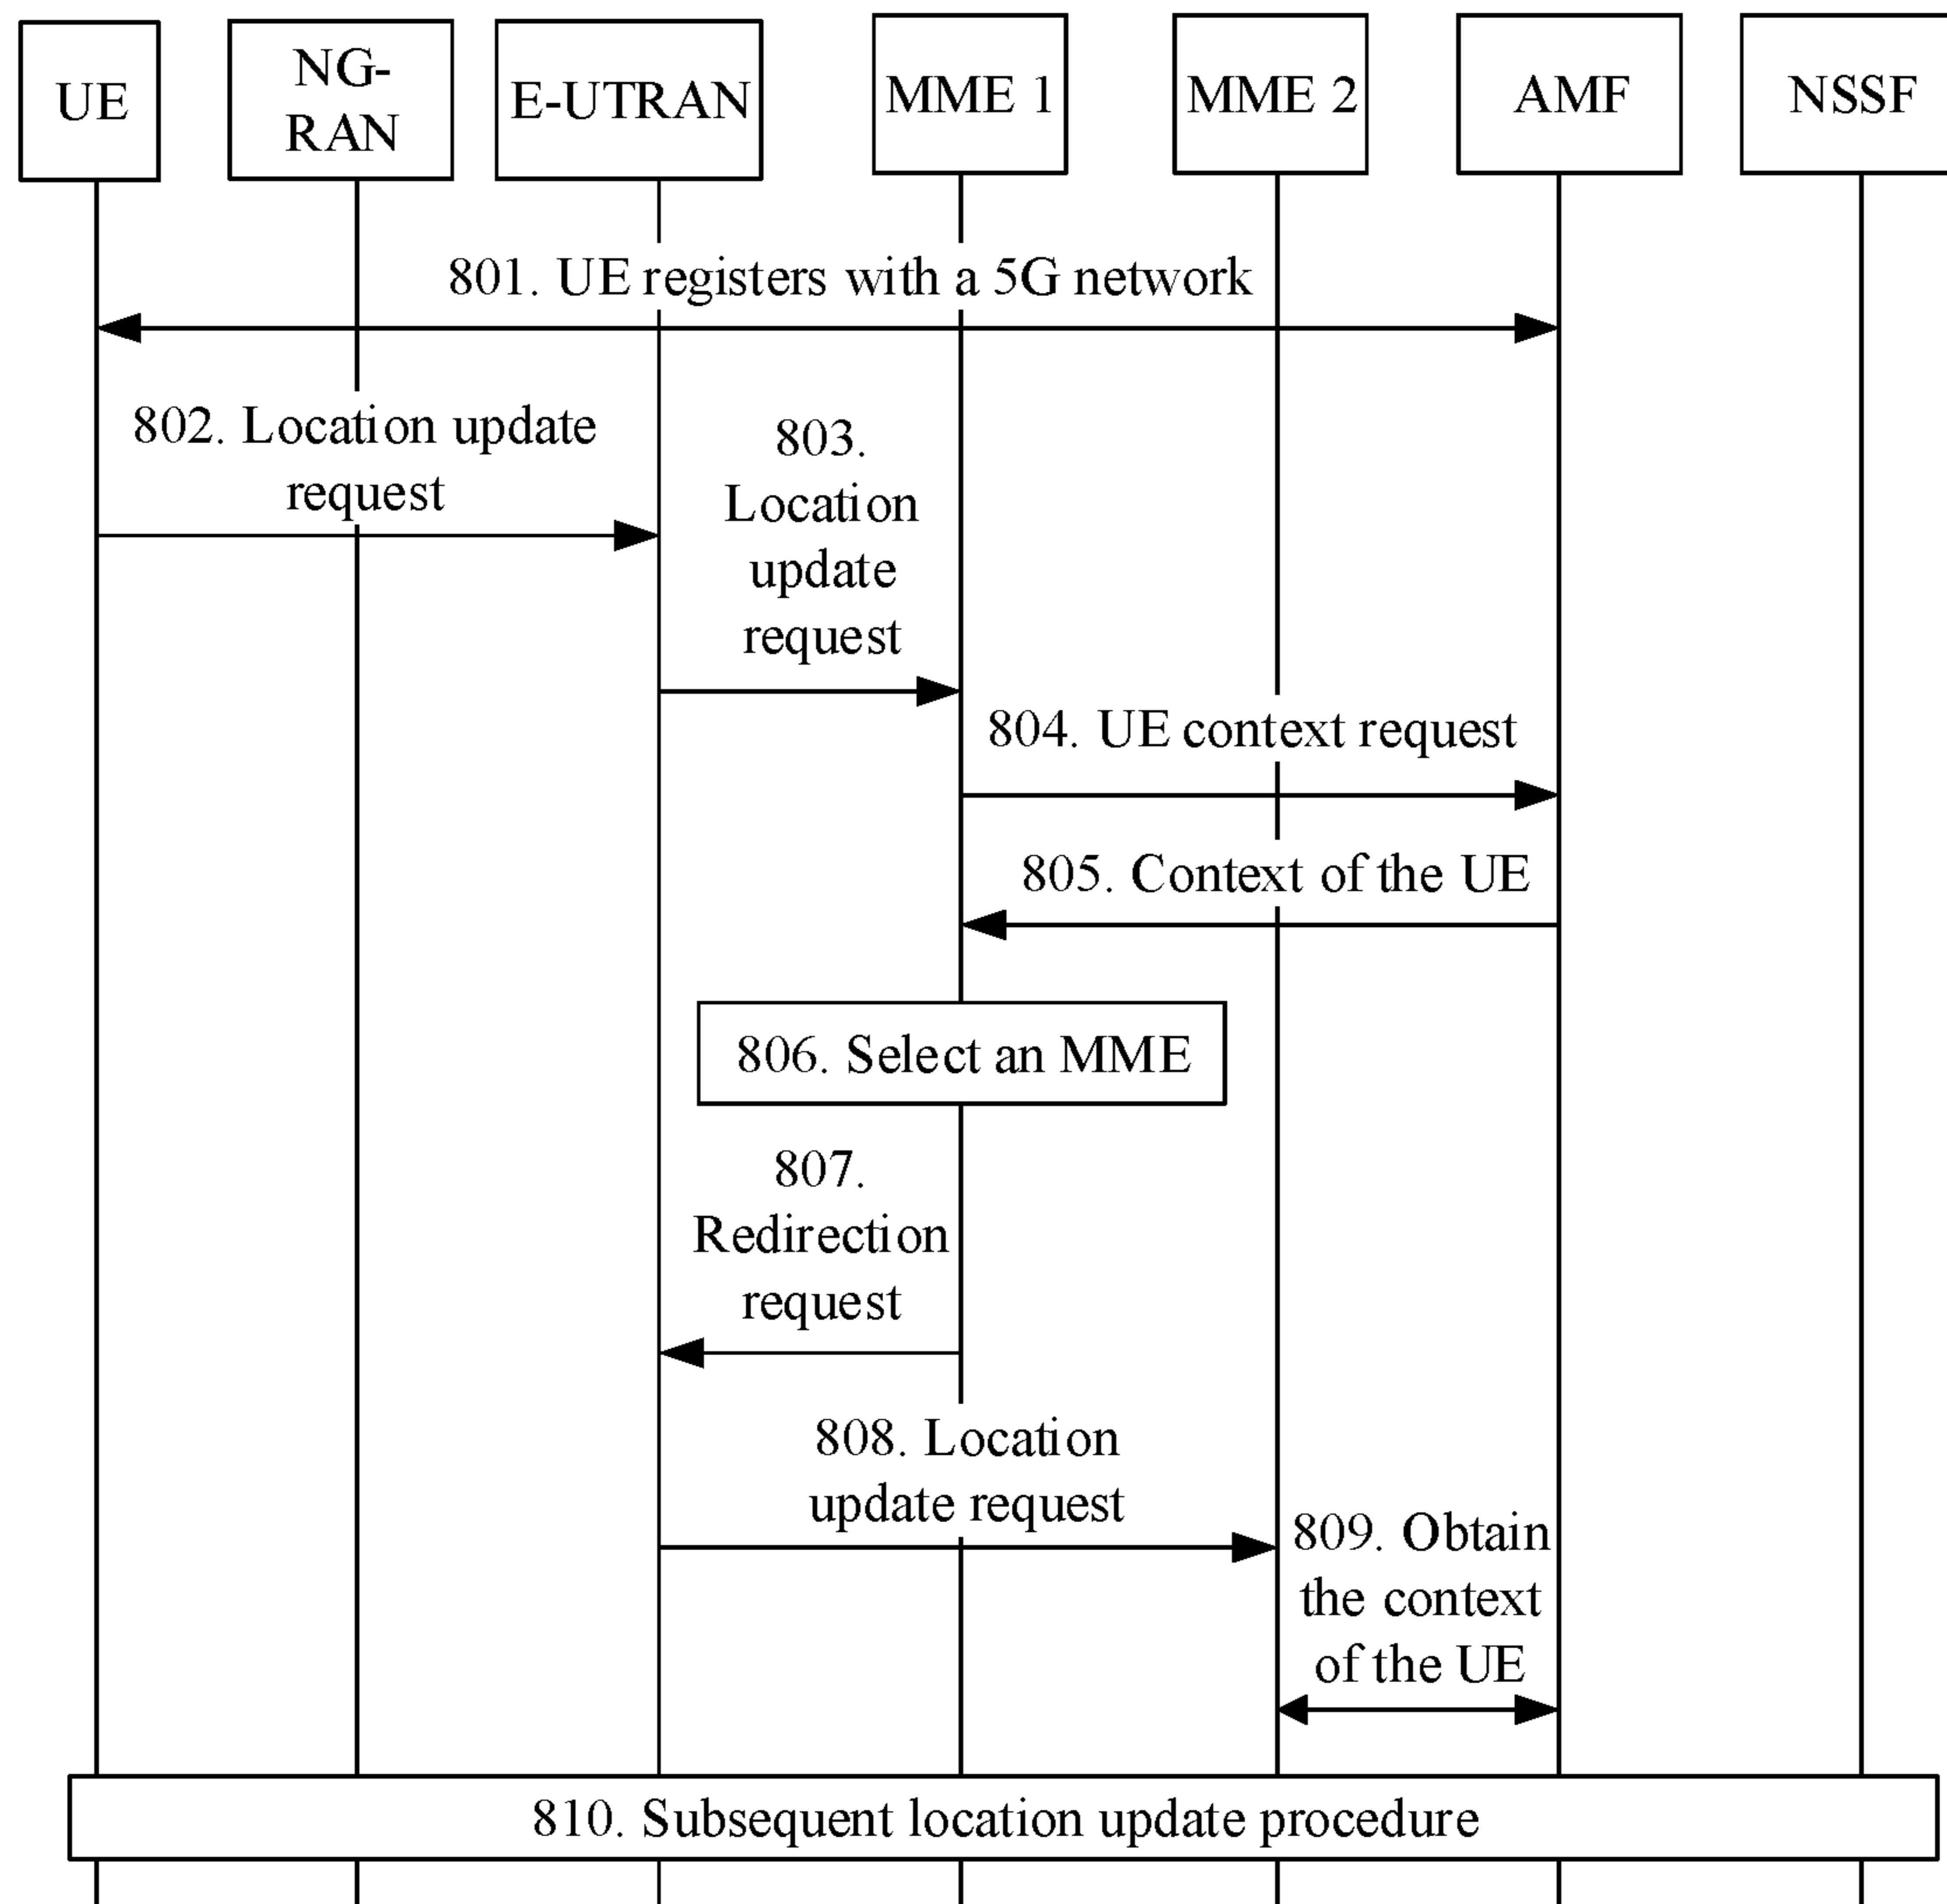 UE
NG-
RAN
E-UTRAN
MME 1
MME 2
AMF
NSSF
801. UE registers with a 5G network
802. Location update
request
803.
Location
update
request
804. UE context request
805. Context of the UE
806. Select an MME
807.
Redirection
request
808. Location
update request
809. Obtain
the context
of the UE
810. Subsequent location update procedure